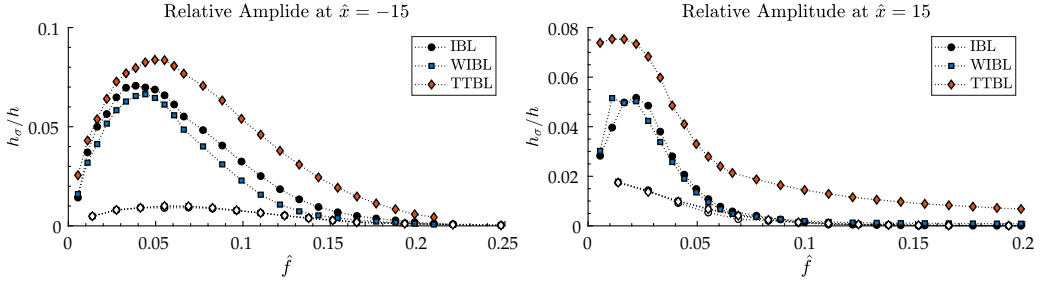 Relative Amplide at x̂ = −15
0.1
0.05
0
hσ/h
0 0.05 0.1 0.15 0.2 0.25
f̂
IBL
WIBL
TTBL
Relative Amplitude at x̂ = 15
0.08
0.06
0.04
0.02
0
hσ/h
0 0.05 0.1 0.15 0.2
f̂
IBL
WIBL
TTBL